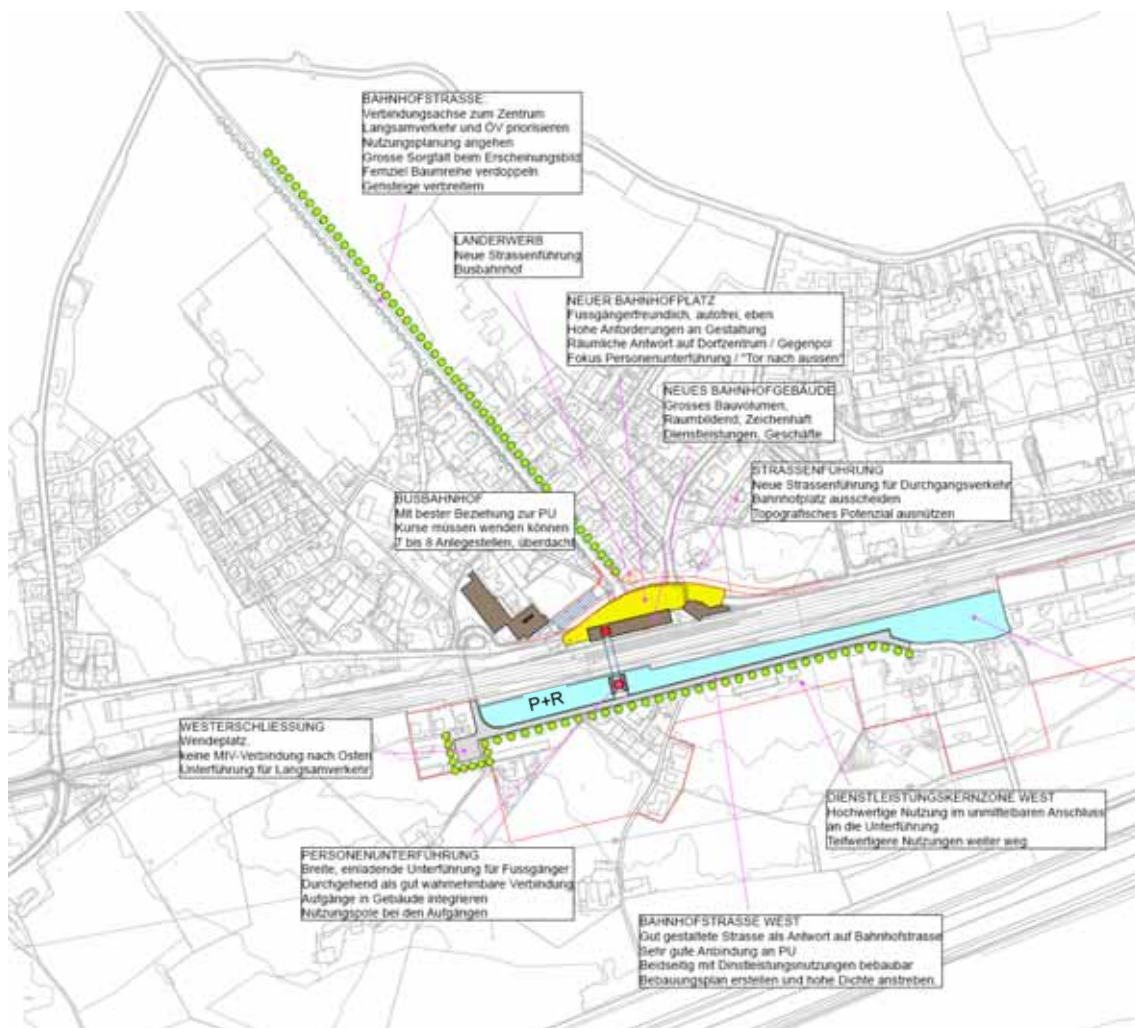 BAHNHOFSTRASSE:
Verbindungsachse zum Zentrum
Langsamverkehr und ÖV priorisieren
Nutzungsplanung angehen
Grosse Sorgfalt beim Erscheinungsbild
Fernziel Baumreihe verdoppeln
Gehsteige verbreitern
LANDERWERB
Neue Strassenführung
Busbahnhof
NEUER BAHNHOFPLATZ
Fussgängerfreundlich, autofrei, eben
Hohe Anforderungen an Gestaltung
Räumliche Antwort auf Dorfzentrum / Gegenpol
Fokus Personenunterführung / "Tor nach aussen"
NEUES BAHNHOFGEBÄUDE
Grosses Bauvolumen,
Raumbildend, Zeichenhaft
Dienstleistungen, Geschäfte
STRASSENFÜHRUNG
Neue Strassenführung für Durchgangsverkehr
Bahnhofplatz ausscheiden
Topografisches Potenzial ausnützen
BUSBAHNHOF
Mit bester Beziehung zur PU
Kurse müssen wenden können
7 bis 8 Anlegestellen, überdacht
P+R
WESTERSCHLIESSUNG
Wendeplatz,
keine MIV-Verbindung nach Osten
Unterführung für Langsamverkehr
DIENSTLEISTUNGSKERNZONE WEST
Hochwertige Nutzung im unmittelbaren Anschluss
an die Unterführung
Teilwertigere Nutzungen weiter weg
PERSONENUNTERFÜHRUNG
Breite, einladende Unterführung für Fussgänger
Durchgehend als gut wahrnehmbare Verbindung
Aufgänge in Gebäude integrieren
Nutzungspole bei den Aufgängen
BAHNHOFSTRASSE WEST
Gut gestaltete Strasse als Antwort auf Bahnhofstrasse
Sehr gute Anbindung an PU
Beidseitig mit Dinstleistungsnutzungen bebaubar
Bebauungsplan erstellen und hohe Dichte anstreben.